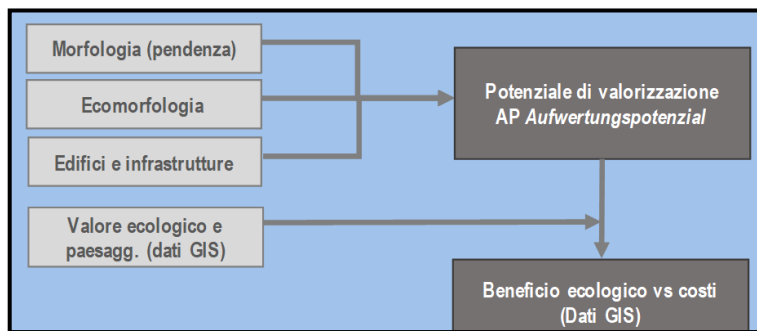 Morfologia (pendenza)
Ecomorfologia
Edifici e infrastrutture
Valore ecologico e
paesagg. (dati GIS)
Potenziale di valorizzazione
AP Aufwertungspotenzial
Beneficio ecologico vs costi
(Dati GIS)